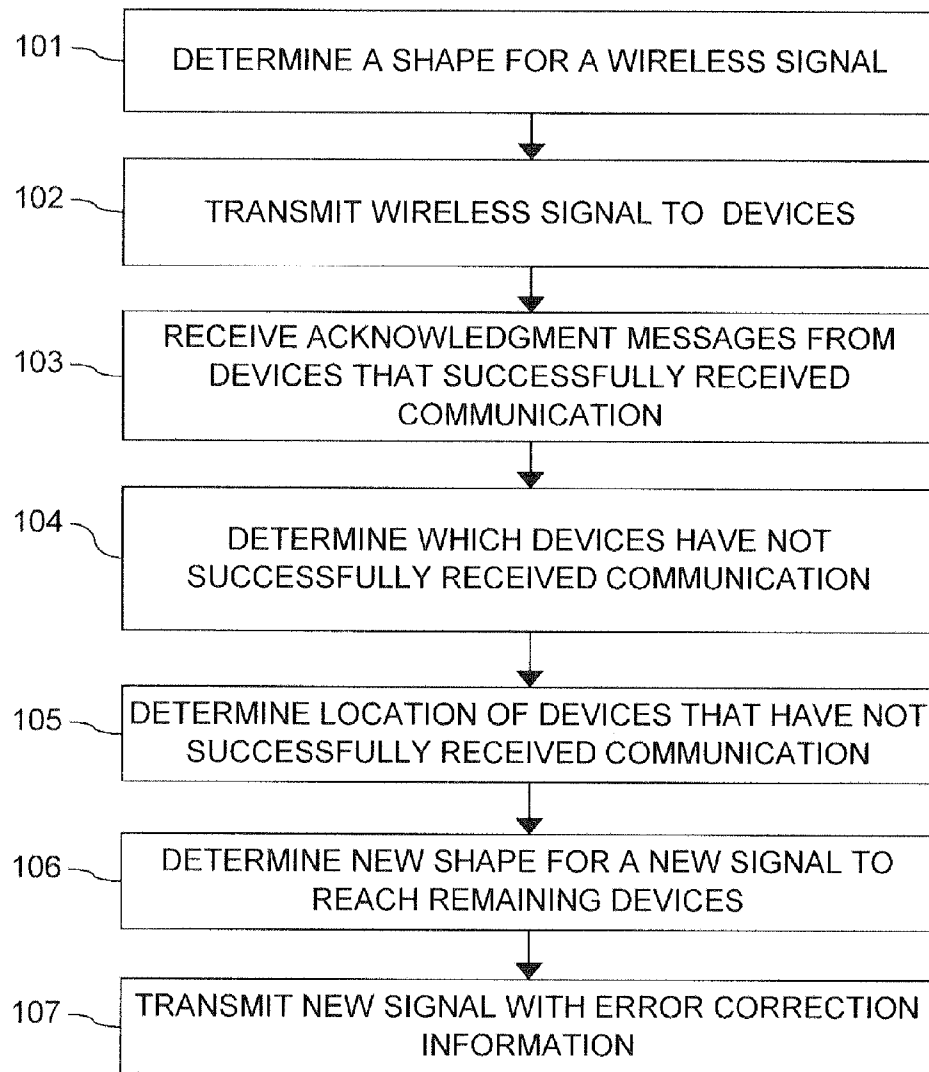 101
DETERMINE A SHAPE FOR A WIRELESS SIGNAL
102
TRANSMIT WIRELESS SIGNAL TO DEVICES
103
RECEIVE ACKNOWLEDGMENT MESSAGES FROM
DEVICES THAT SUCCESSFULLY RECEIVED
COMMUNICATION
104
DETERMINE WHICH DEVICES HAVE NOT
SUCCESSFULLY RECEIVED COMMUNICATION
105
DETERMINE LOCATION OF DEVICES THAT HAVE NOT
SUCCESSFULLY RECEIVED COMMUNICATION
106
DETERMINE NEW SHAPE FOR A NEW SIGNAL TO
REACH REMAINING DEVICES
107
TRANSMIT NEW SIGNAL WITH ERROR CORRECTION
INFORMATION